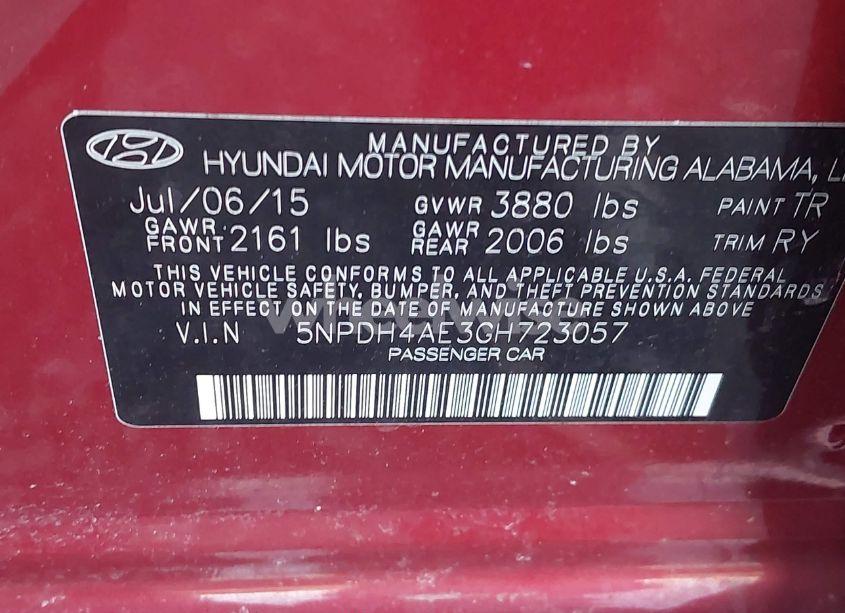 MANUFACTURED BY
HYUNDAI MOTOR MANUFACTURING ALABAMA,
Jul/06/15 GVWR 3880 lbs PAINT TR
GAWR FRONT 2161 lbs GAWR REAR 2006 lbs TRIM RY
THIS VEHICLE CONFORMS TO ALL APPLICABLE U.S.A. FEDERAL
MOTOR VEHICLE SAFETY, BUMPER, AND THEFT PREVENTION STANDARDS
IN EFFECT ON THE DATE OF MANUFACTURE SHOWN ABOVE
V.I.N 5NPDH4AE3GH723057
PASSENGER CAR